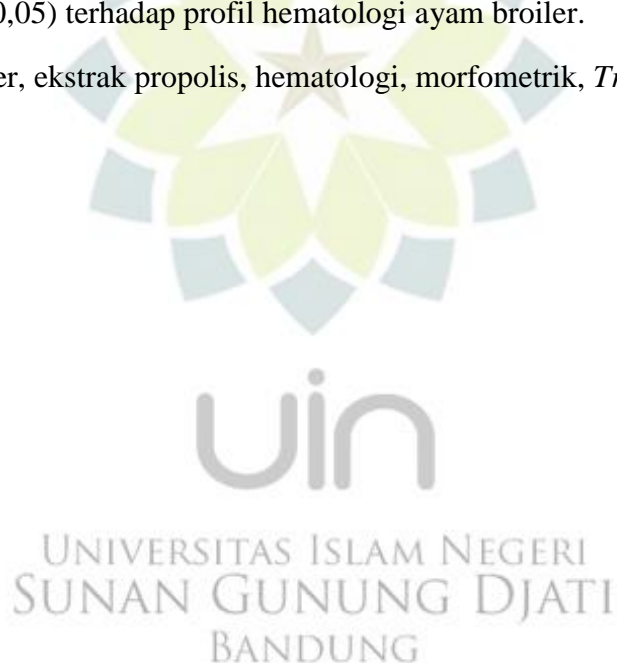 0,05) terhadap profil hematologi ayam broiler.
er, ekstrak propolis, hematologi, morfometrik, Tr
uin
UNIVERSITAS ISLAM NEGERI
SUNAN GUNUNG DJATI
BANDUNG